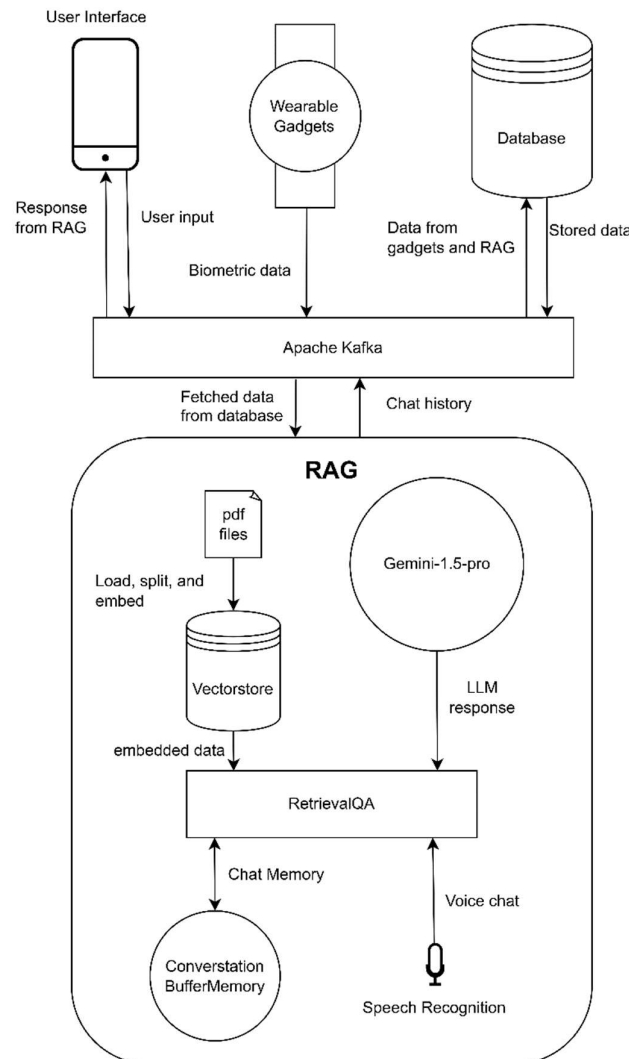 User Interface
Wearable
Gadgets
Database
Response
from RAG
User input
Biometric data
Data from
gadgets and RAG
Stored data
Apache Kafka
Fetched data
from database
Chat history
RAG
pdf
files
Gemini-1.5-pro
Load, split, and
embed
Vectorstore
LLM
response
embedded data
RetrievalQA
Chat Memory
Voice chat
Converstation
BufferMemory
Speech Recognition